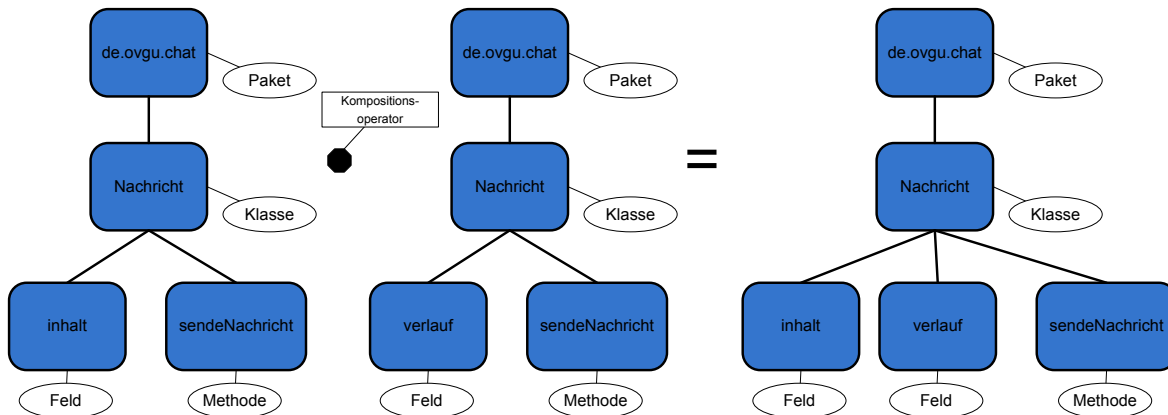 de.ovgu.chat
Paket
Nachricht
Klasse
inhalt
sendeNachricht
Feld
Methode
Kompositions-
operator
de.ovgu.chat
Paket
Nachricht
Klasse
verlauf
sendeNachricht
Feld
Methode
=
de.ovgu.chat
Paket
Nachricht
Klasse
inhalt
verlauf
sendeNachricht
Feld
Feld
Methode